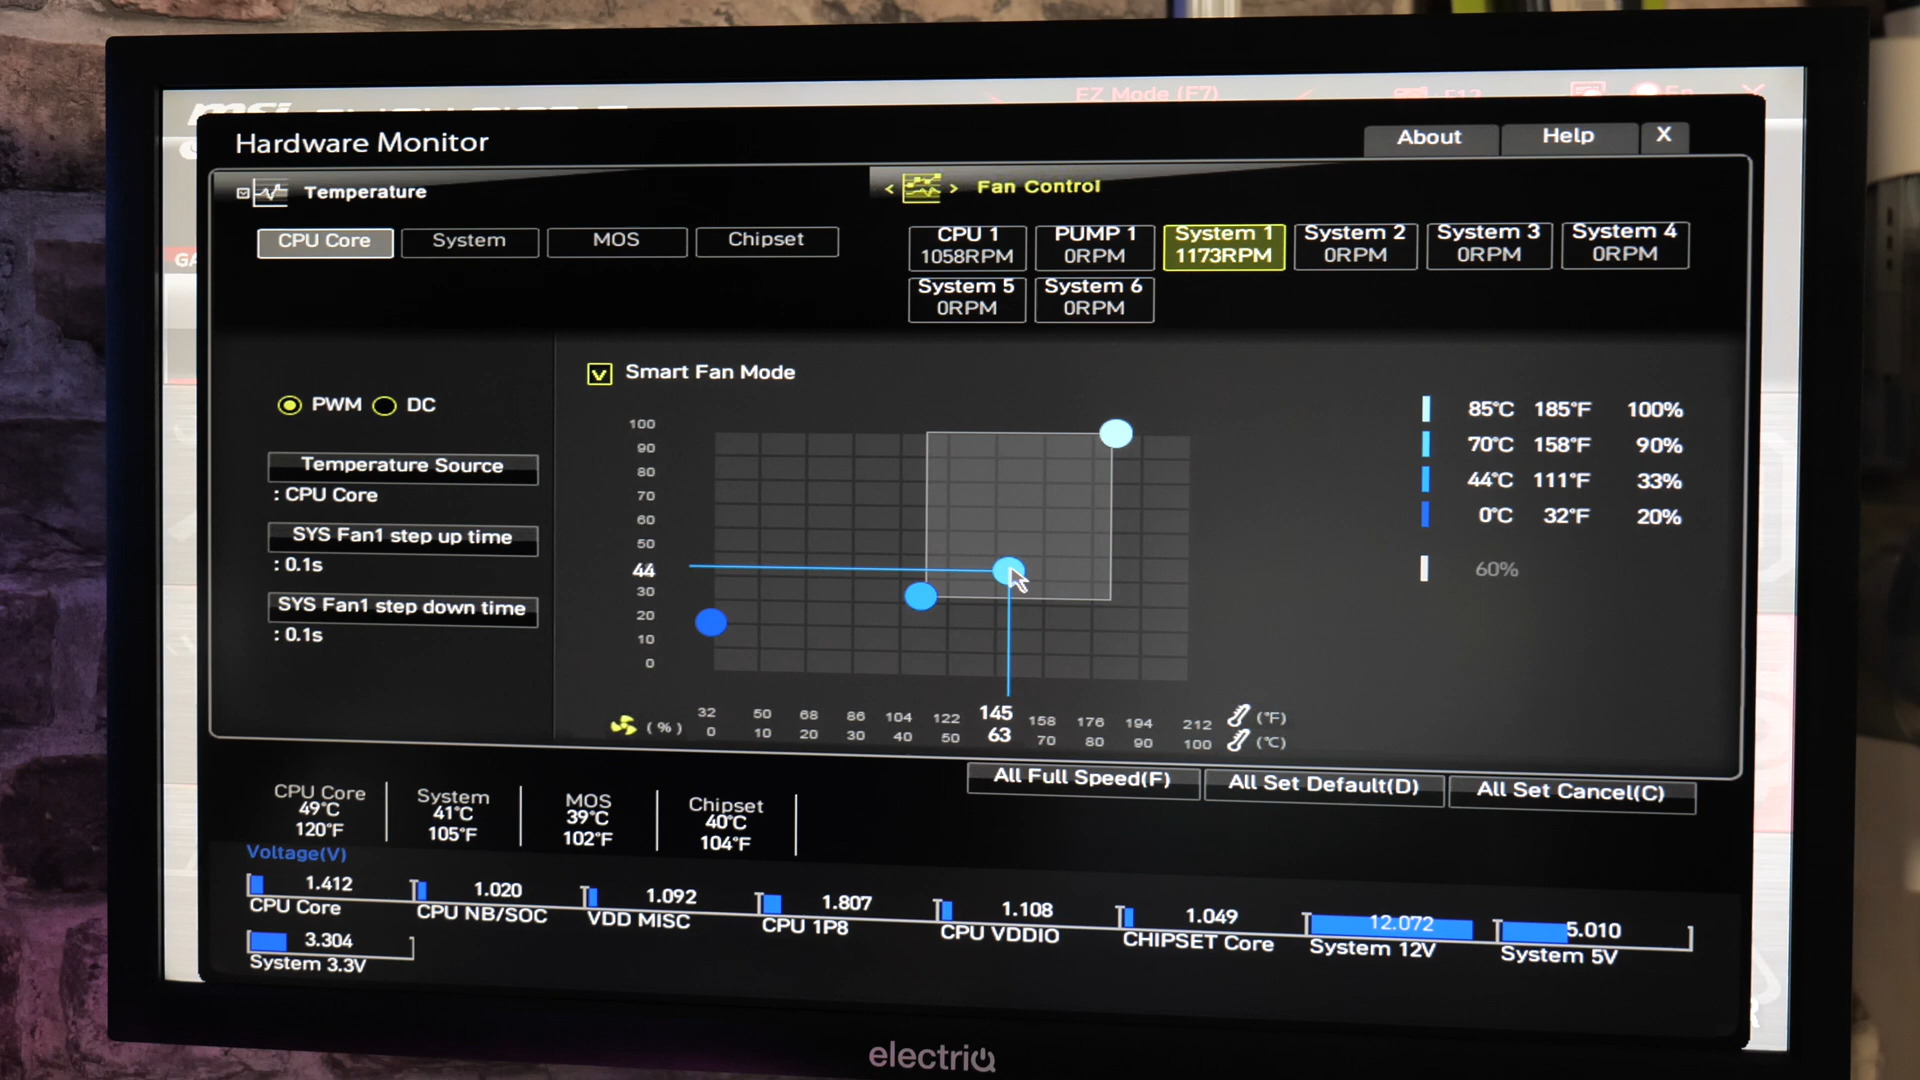 msi
EZ Mode (F7)
F12
En
Hardware Monitor
About
Help
X
Temperature
< > Fan Control
CPU Core
System
MOS
Chipset
CPU 1
1058RPM
PUMP 1
0RPM
System 1
1173RPM
System 2
0RPM
System 3
0RPM
System 4
0RPM
System 5
0RPM
System 6
0RPM
GA
Smart Fan Mode
PWM
DC
Temperature Source
: CPU Core
SYS Fan1 step up time
: 0.1s
SYS Fan1 step down time
: 0.1s
100
90
80
70
60
50
44
30
20
10
0
85°C 185°F 100%
70°C 158°F 90%
44°C 111°F 33%
0°C 32°F 20%
60%
32 50 68 86 104 122 145 158 176 194 212 (°F)
(%) 0 10 20 30 40 50 63 70 80 90 100 (°C)
All Full Speed(F)
All Set Default(D)
All Set Cancel(C)
CPU Core
49°C
120°F
System
41°C
105°F
MOS
39°C
102°F
Chipset
40°C
104°F
Voltage(V)
1.412
CPU Core
1.020
CPU NB/SOC
1.092
VDD MISC
1.807
CPU 1P8
1.108
CPU VDDIO
1.049
CHIPSET Core
12.072
System 12V
5.010
System 5V
3.304
System 3.3V
electriQ